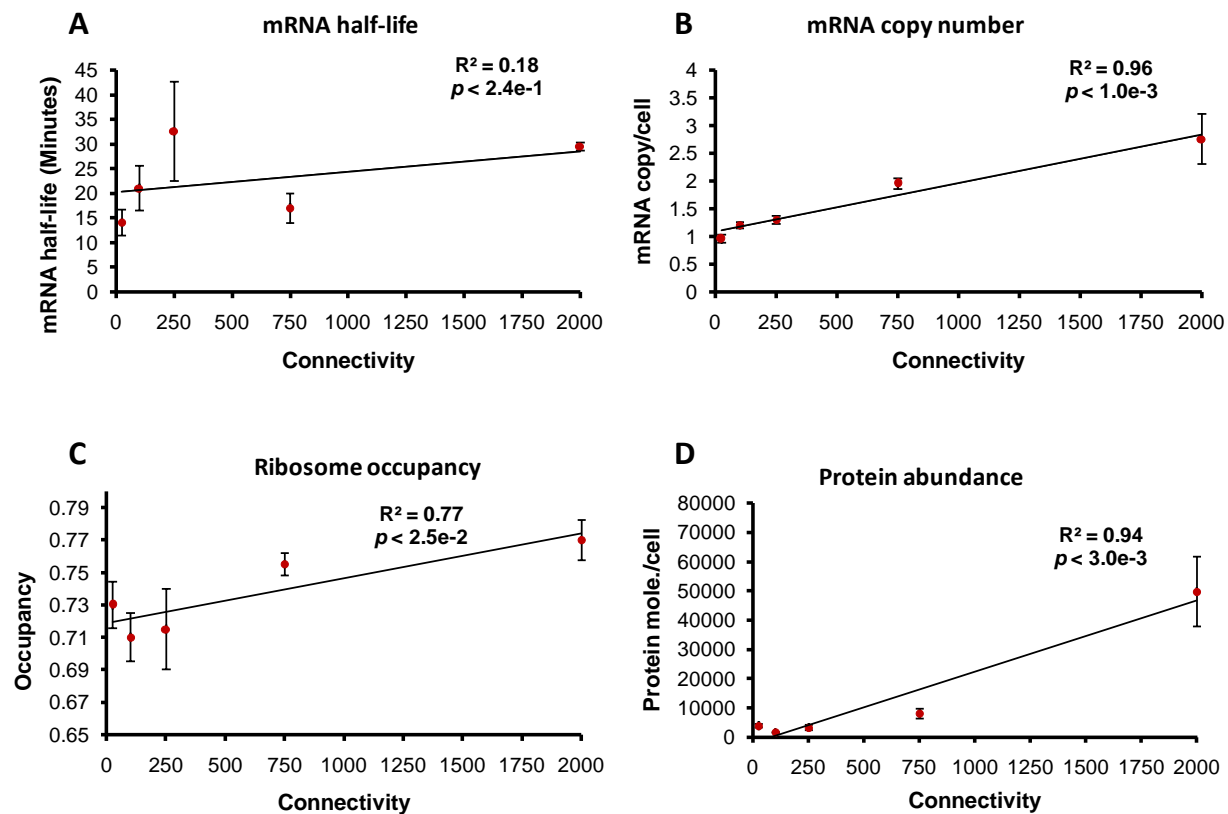 A
mRNA half-life
R² = 0.18
p < 2.4e-1
mRNA half-life (Minutes)
45
40
35
30
25
20
15
10
5
0
0 250 500 750 1000 1250 1500 1750 2000
Connectivity
B
mRNA copy number
R² = 0.96
p < 1.0e-3
mRNA copy/cell
4
3.5
3
2.5
2
1.5
1
0.5
0
0 250 500 750 1000 1250 1500 1750 2000
Connectivity
C
Ribosome occupancy
R² = 0.77
p < 2.5e-2
Occupancy
0.79
0.77
0.75
0.73
0.71
0.69
0.67
0.65
0 250 500 750 1000 1250 1500 1750 2000
Connectivity
D
Protein abundance
R² = 0.94
p < 3.0e-3
Protein mole./cell
80000
70000
60000
50000
40000
30000
20000
10000
0
0 250 500 750 1000 1250 1500 1750 2000
Connectivity